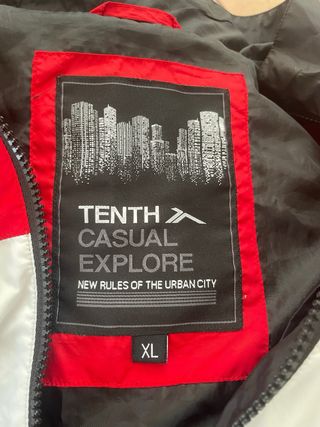 TENTH
CASUAL
EXPLORE
NEW RULES OF THE URBAN CITY
XL